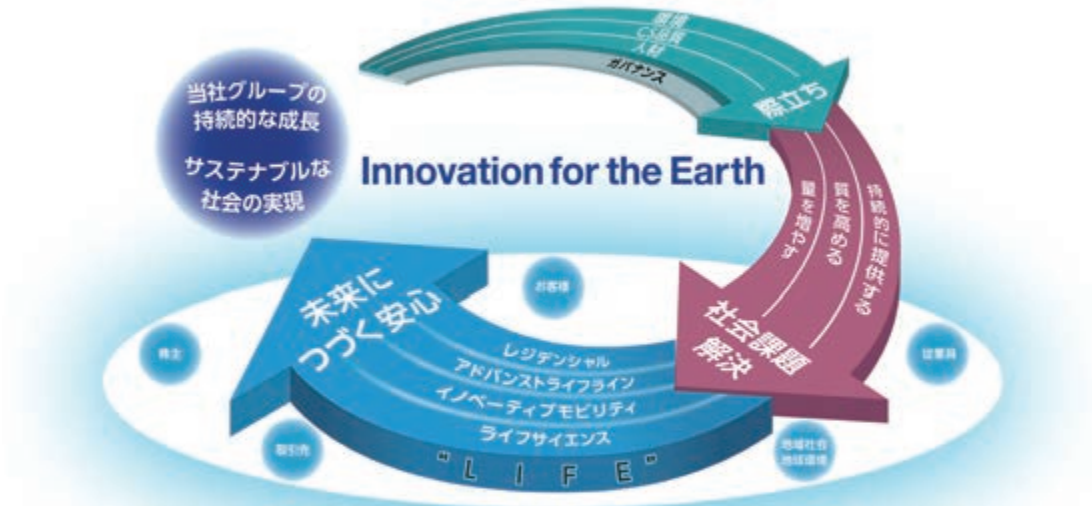 環境
CS品質
人材
ガバナンス
際立ち
当社グループの
持続的な成長
サステナブルな
社会の実現
Innovation for the Earth
量を増やす
質を高める
持続的に提供する
社会課題
解決
未来に
つづく安心
お客様
株主
従業員
レジデンシャル
アドバンストライフライン
イノベーティブモビリティ
ライフサイエンス
"LIFE"
取引先
地域社会
地球環境